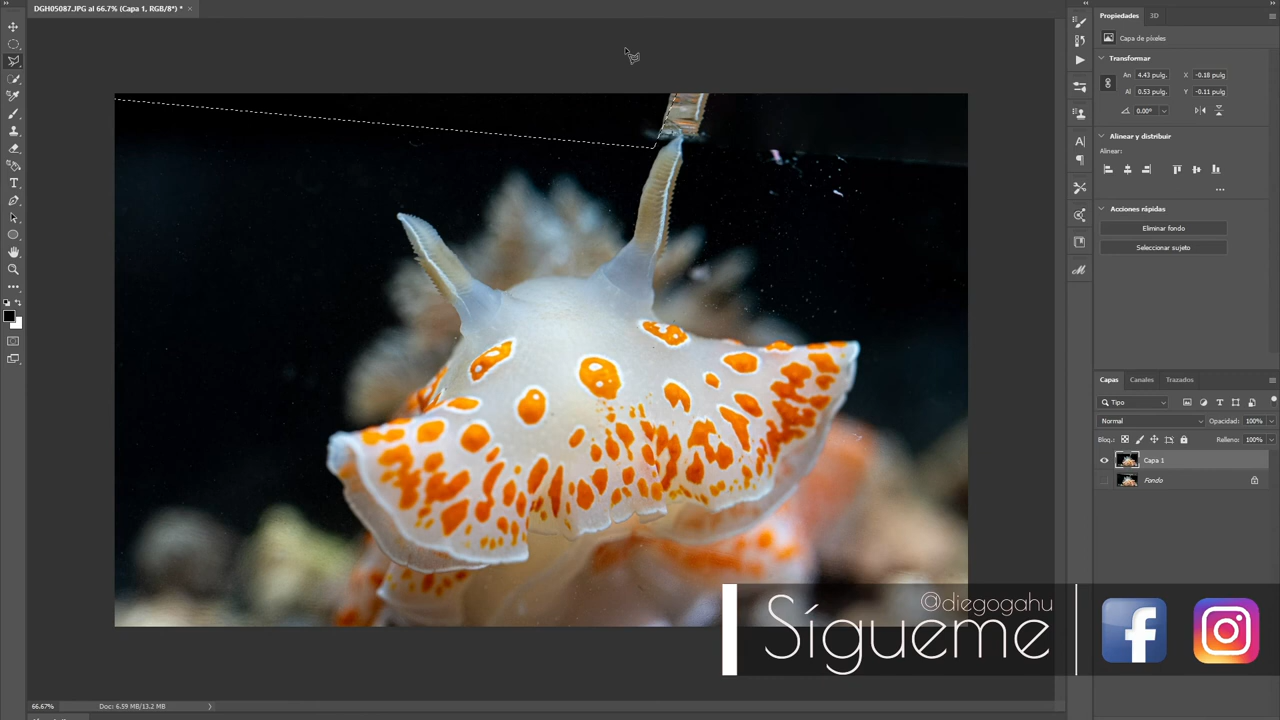 DGH05087.JPG al 66.7% (Capa 1, RGB/8*) * ×
Propiedades 3D
Capa de píxeles
Transformar
An 4.43 pulg. X -0.18 pulg
Al 0.53 pulg. Y -0.11 pulg
0.00°
Alinear y distribuir
Alinear:
Acciones rápidas
Eliminar fondo
Seleccionar sujeto
Capas Canales Trazados
Tipo
Normal Opacidad: 100%
Bloq.: Relleno: 100%
Capa 1
Fondo
@diegogahu
Sígueme
66.67% Doc: 6.59 MB/13.2 MB